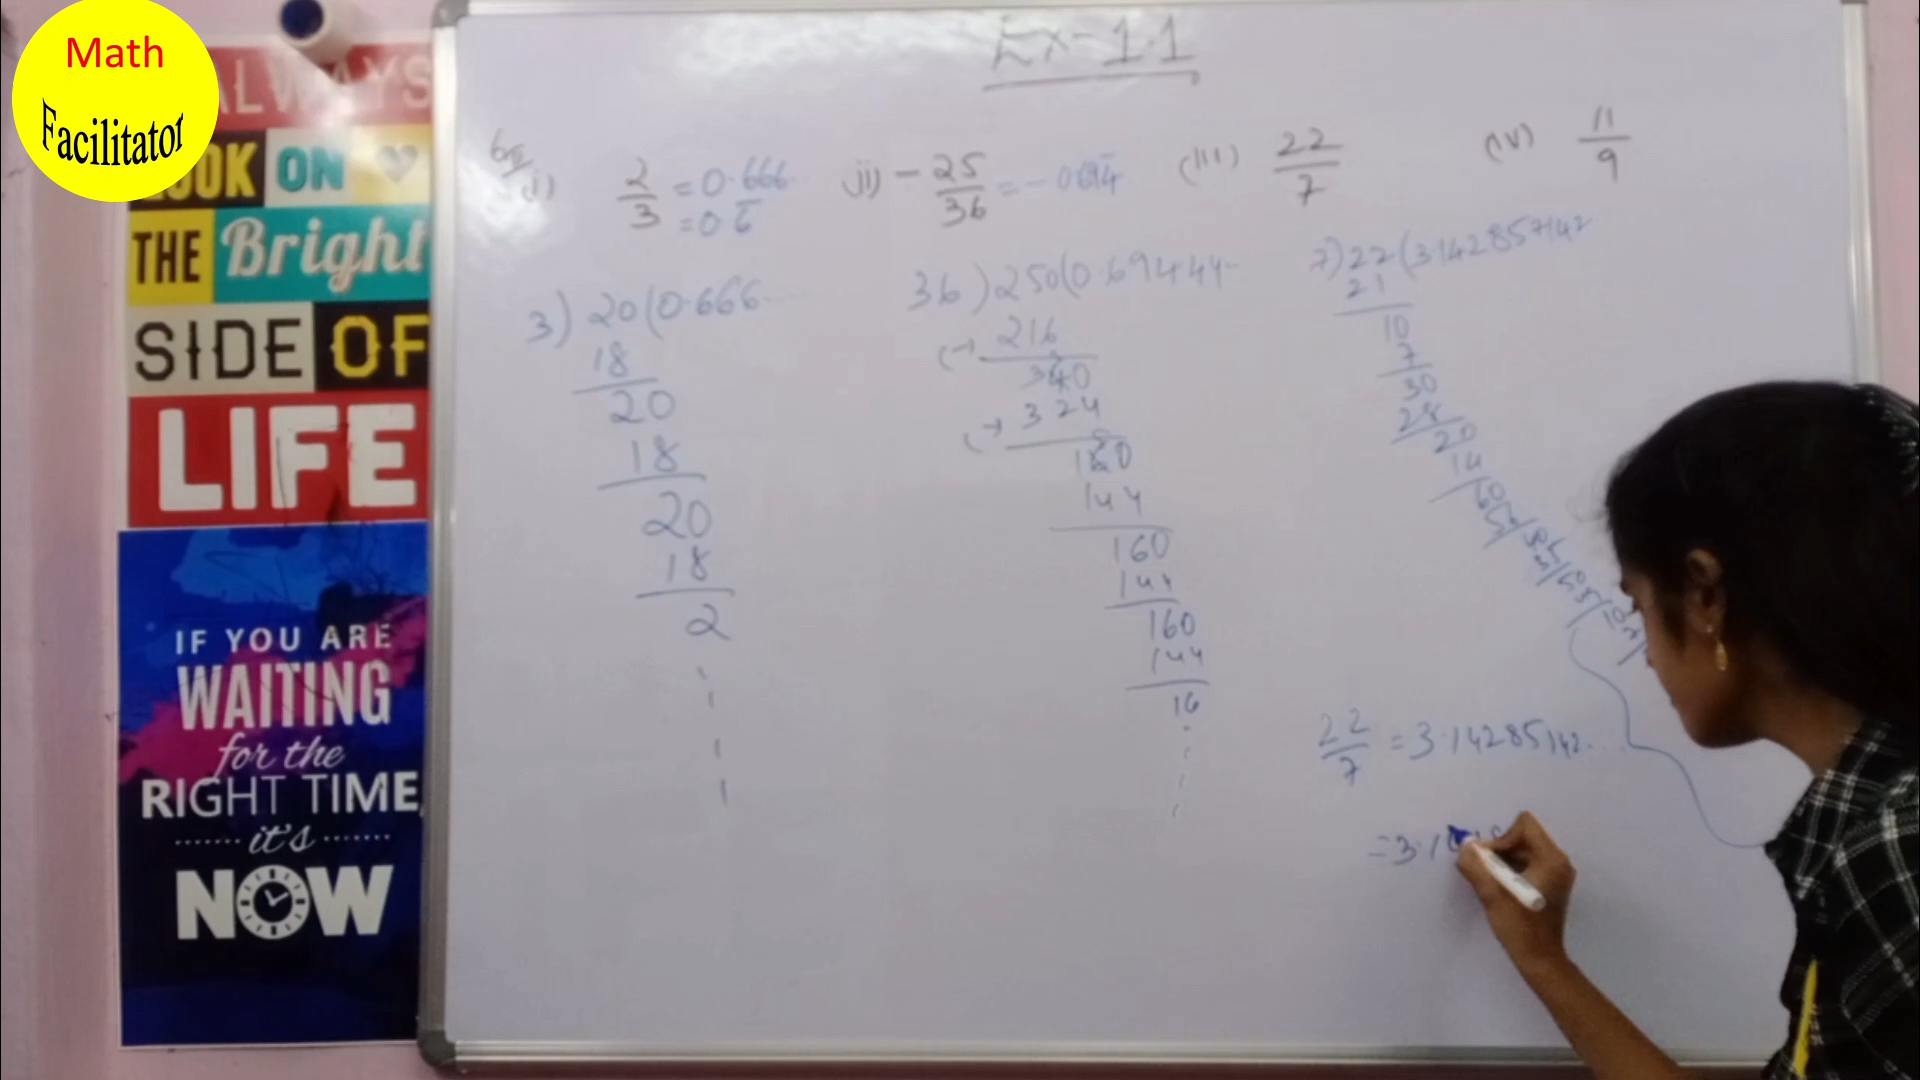 Math
Facilitator
ALWAYS
LOOK ON
THE Bright
SIDE OF
LIFE
IF YOU ARE
WAITING
for the
RIGHT TIME,
it's
NOW
Ex-1.1
(i) 2/3 = 0.666
= 0.6̅
3)20(0.666...
18
20
18
20
18
2
(ii) -25/36 = -0.694̅
36)250(0.69444..
(-) 216
340
(-) 324
160
144
160
144
160
144
16
(iii) 22/7
7)22(3.142857142
21
10
7
30
28
20
14
60
22/7 = 3.14285142....
= 3.1
(iv) 11/9